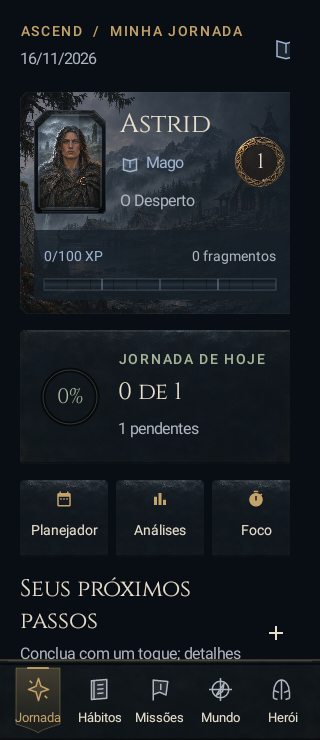 ASCEND / MINHA JORNADA
16/11/2026
Astrid
Mago
1
O Desperto
0/100 XP
0 fragmentos
JORNADA DE HOJE
0%
0 de 1
1 pendentes
Planejador
Análises
Foco
Seus próximos
passos
Conclua com um toque; detalhes
Jornada
Hábitos
Missões
Mundo
Herói